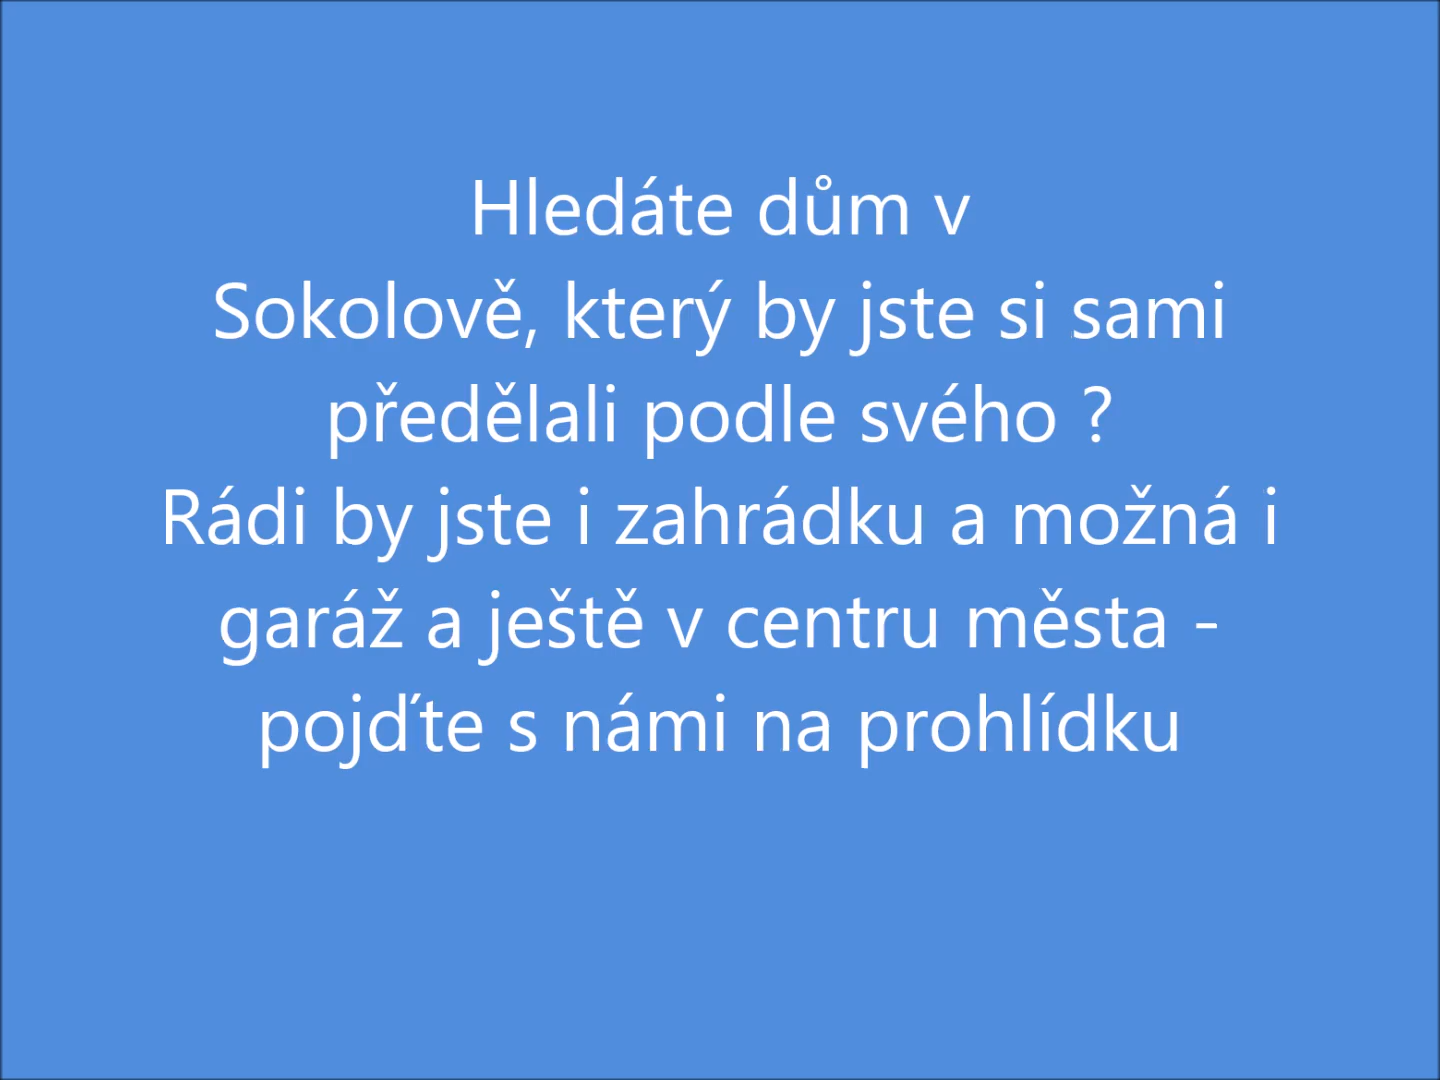 Hledáte dům v
Sokolově, který by jste si sami
předělali podle svého ?
Rádi by jste i zahrádku a možná i
garáž a ještě v centru města -
pojďte s námi na prohlídku